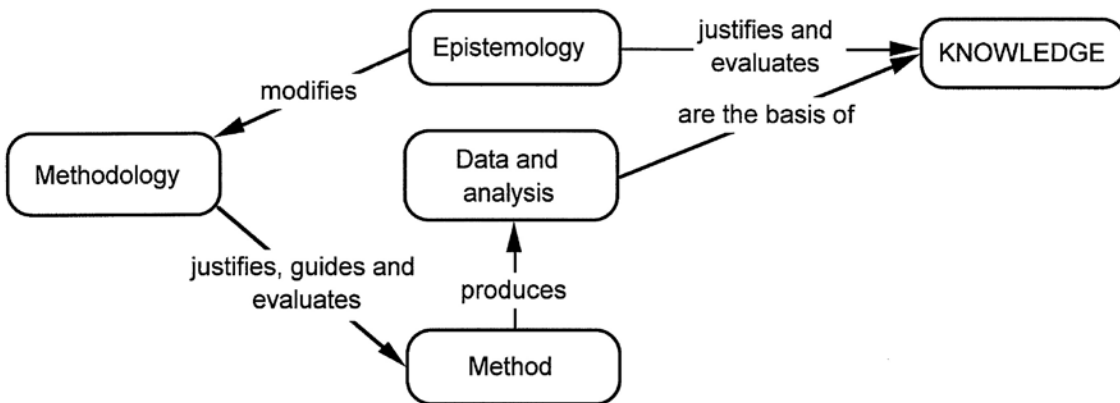 Epistemology
justifies and
evaluates
KNOWLEDGE
modifies
are the basis of
Methodology
Data and
analysis
justifies, guides and
evaluates
produces
Method